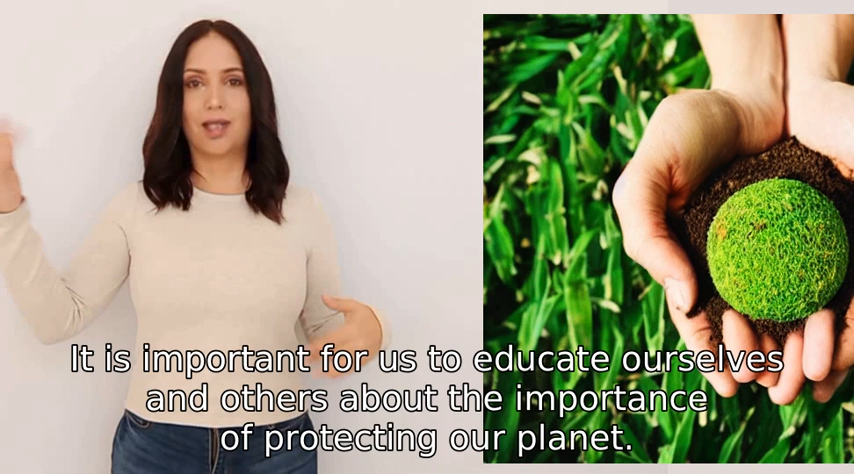 It is important for us to educate ourselves
and others about the importance
of protecting our planet.